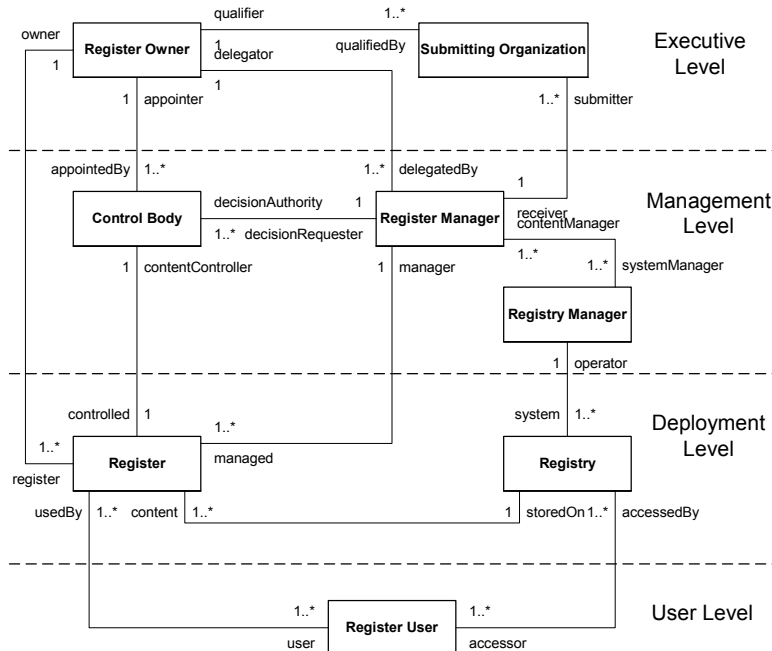 qualifier
1..*
owner
Register Owner
1
qualifiedBy
Submitting Organization
Executive
Level
1
delegator
1
1
appointer
1..*
submitter
appointedBy
1..*
1..*
delegatedBy
Control Body
decisionAuthority
1
Register Manager
1
receiver
Management
Level
1..*
decisionRequester
contentManager
1..*
1
contentController
1
manager
1..*
systemManager
Registry Manager
1
operator
controlled
1
1..*
system
1..*
Deployment
Level
1..*
Register
managed
Registry
register
usedBy
1..*
content
1..*
1
storedOn
1..*
accessedBy
1..*
Register User
1..*
User Level
user
accessor